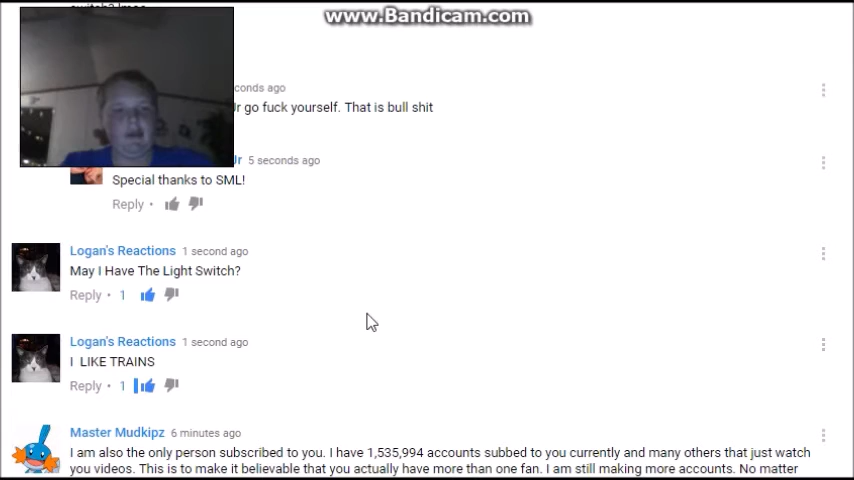 www.Bandicam.com
conds ago
Jr go fuck yourself. That is bull shit
Jr 5 seconds ago
Special thanks to SML!
Reply •
Logan's Reactions 1 second ago
May I Have The Light Switch?
Reply • 1
Logan's Reactions 1 second ago
I LIKE TRAINS
Reply • 1
Master Mudkipz 6 minutes ago
I am also the only person subscribed to you. I have 1,535,994 accounts subbed to you currently and many others that just watch
you videos. This is to make it believable that you actually have more than one fan. I am still making more accounts. No matter